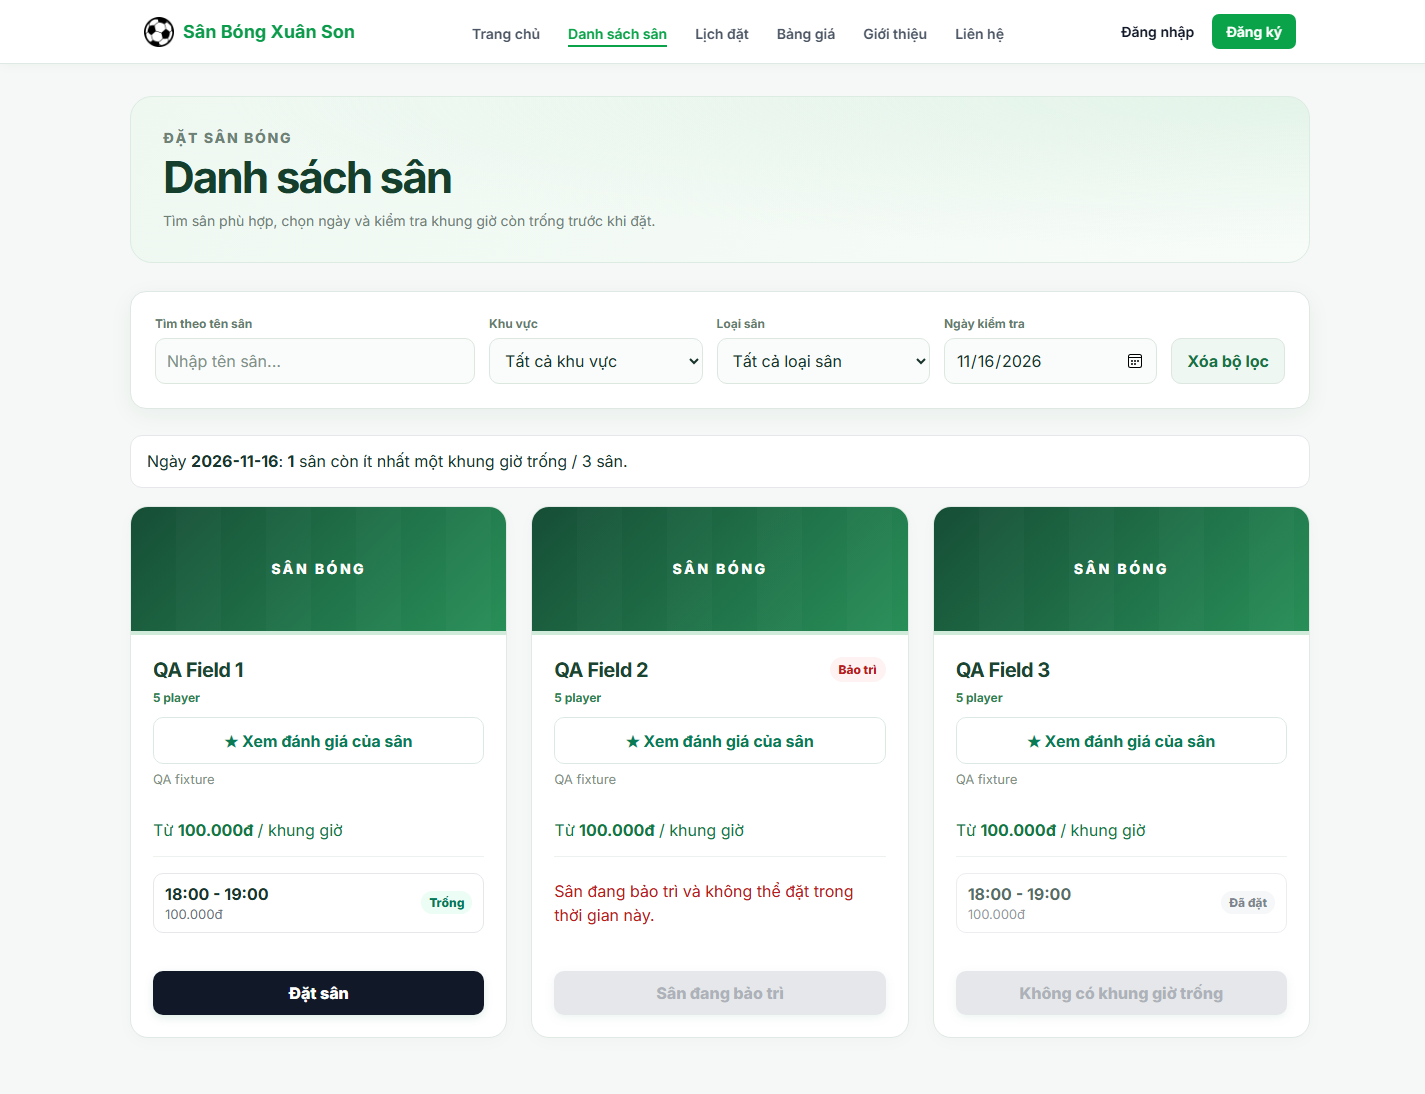 Sân Bóng Xuân Son
Trang chủ
Danh sách sân
Lịch đặt
Bảng giá
Giới thiệu
Liên hệ
Đăng nhập
Đăng ký
ĐẶT SÂN BÓNG
Danh sách sân
Tìm sân phù hợp, chọn ngày và kiểm tra khung giờ còn trống trước khi đặt.
Tìm theo tên sân
Khu vực
Loại sân
Ngày kiểm tra
Nhập tên sân...
Tất cả khu vực
Tất cả loại sân
11/16/2026
Xóa bộ lọc
Ngày 2026-11-16: 1 sân còn ít nhất một khung giờ trống / 3 sân.
SÂN BÓNG
QA Field 1
5 player
★ Xem đánh giá của sân
QA fixture
Từ 100.000đ / khung giờ
18:00 - 19:00
100.000đ
Trống
Đặt sân
SÂN BÓNG
QA Field 2
Bảo trì
5 player
★ Xem đánh giá của sân
QA fixture
Từ 100.000đ / khung giờ
Sân đang bảo trì và không thể đặt trong
thời gian này.
Sân đang bảo trì
SÂN BÓNG
QA Field 3
5 player
★ Xem đánh giá của sân
QA fixture
Từ 100.000đ / khung giờ
18:00 - 19:00
100.000đ
Đã đặt
Không có khung giờ trống